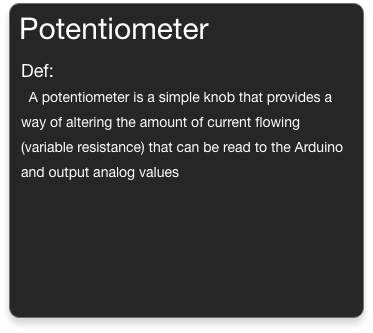 Potentiometer
Def:
A potentiometer is a simple knob that provides a
way of altering the amount of current flowing
(variable resistance) that can be read to the Arduino
and output analog values